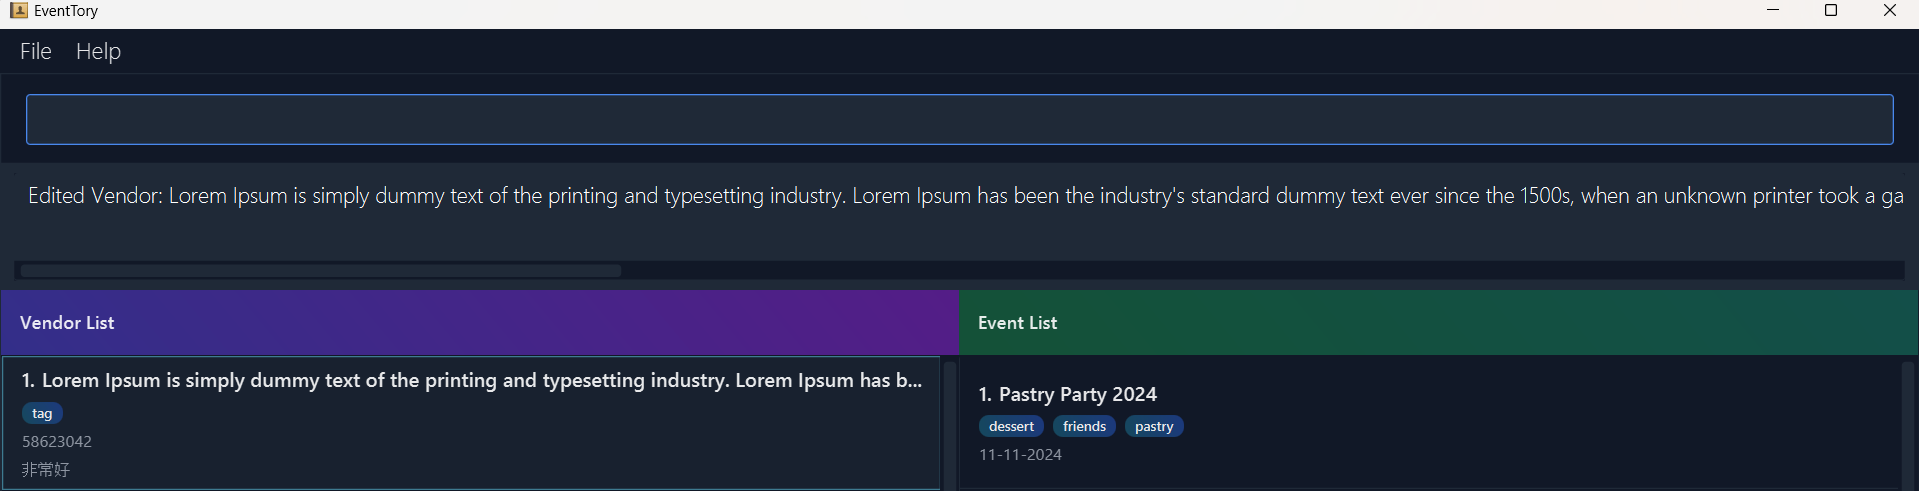 EventTory
File Help
Edited Vendor: Lorem Ipsum is simply dummy text of the printing and typesetting industry. Lorem Ipsum has been the industry's standard dummy text ever since the 1500s, when an unknown printer took a ga
Vendor List
1. Lorem Ipsum is simply dummy text of the printing and typesetting industry. Lorem Ipsum has b...
tag
58623042
非常好
Event List
1. Pastry Party 2024
dessert friends pastry
11-11-2024